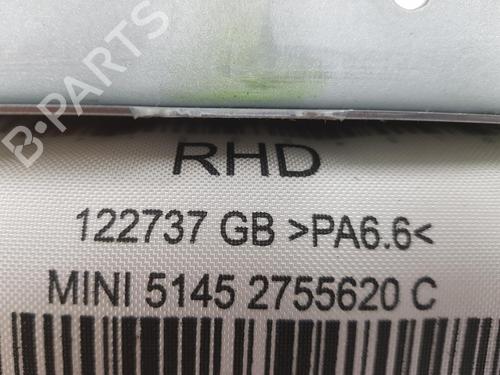 B-PARTS
RHD
122737 GB >PA6.6<
MINI 5145 2755620 C